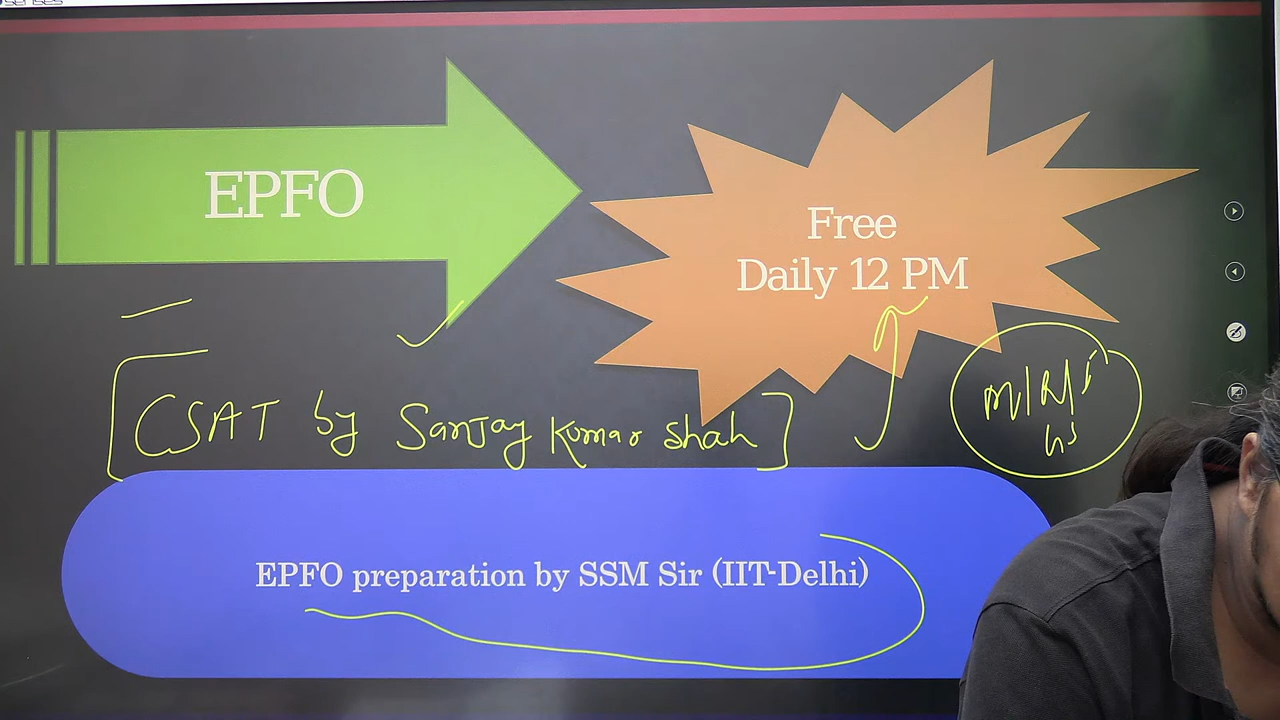 EPFO
Free
Daily 12 PM
CSAT by Sanjay Kumar Shah
EPFO preparation by SSM Sir (IIT-Delhi)